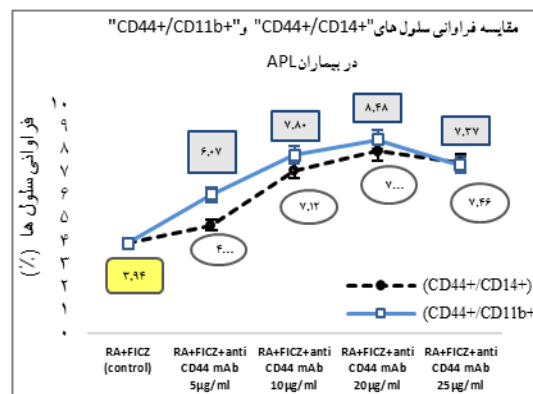 مقایسه فراوانی سلول های"CD44+/CD14+" و"CD44+/CD11b+"
در بیماران APL
فراوانی سلول ها (%)
۱۰
۹
۸
۷
۶
۵
۴
۳
۲
۱
۰
۶,۰۷
۷,۸۰
۸,۴۸
۷,۳۷
۳,۹۴
۴...
۷,۱۲
۷...
۷,۴۶
(CD44+/CD14+)
(CD44+/CD11b+
RA+FICZ
(control)
RA+FICZ+anti
CD44 mAb
5µg/ml
RA+FICZ+anti
CD44 mAb
10µg/ml
RA+FICZ+anti
CD44 mAb
20µg/ml
RA+FICZ+anti
CD44 mAb
25µg/ml